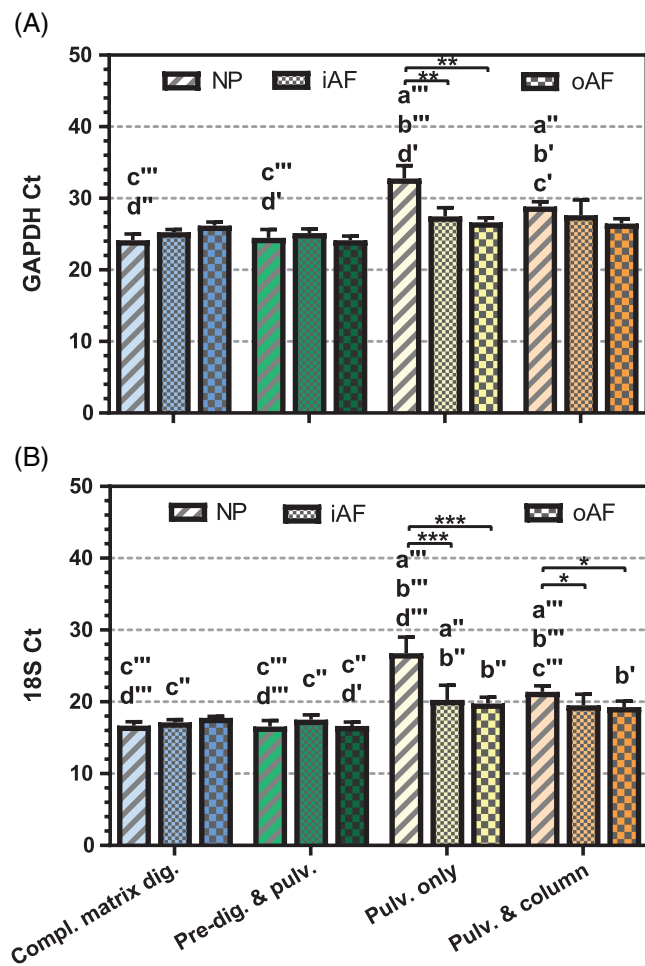 (A)
GAPDH Ct
50
40
30
20
10
0
NP iAF oAF
**
**
c''' c''' a''' a''
d'' d' b''' b'
d' c'
(B)
18S Ct
50
40
30
20
10
0
NP iAF oAF
***
***
*
*
a'''
b''' a'' a'''
c''' c''' c'' d''' b'' b'' b'''
d''' c'' d''' c'' d' c''' b'
Compl. matrix dig.
Pre-dig. & pulv.
Pulv. only
Pulv. & column